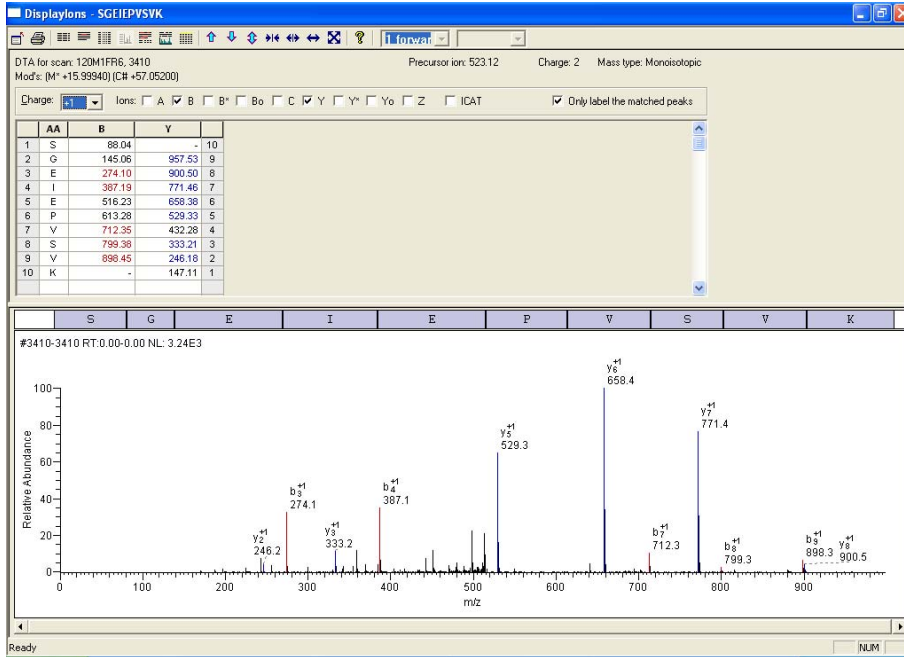 DisplayIons - SGEIEPVSVK
1 forwar
DTA for scan: 120M1FR6, 3410 Precursor ion: 523.12 Charge: 2 Mass type: Monoisotopic
Mod's: (M* +15.99940) (C# +57.05200)
Charge: +1 Ions: A B B* Bo C Y Y* Yo Z ICAT Only label the matched peaks
AA B Y
1 S 88.04 - 10
2 G 145.06 957.53 9
3 E 274.10 900.50 8
4 I 387.19 771.46 7
5 E 516.23 658.38 6
6 P 613.28 529.33 5
7 V 712.35 432.28 4
8 S 799.38 333.21 3
9 V 898.45 246.18 2
10 K - 147.11 1
S G E I E P V S V K
#3410-3410 RT:0.00-0.00 NL: 3.24E3
Relative Abundance
100
80
60
40
20
0
y6+1
658.4
y7+1
771.4
y5+1
529.3
b3+1
274.1
b4+1
387.1
y2+1
246.2
y3+1
333.2
b7+1
712.3
b8+1
799.3
b9+1
898.3
y8+1
900.5
0 100 200 300 400 500 600 700 800 900
m/z
Ready NUM